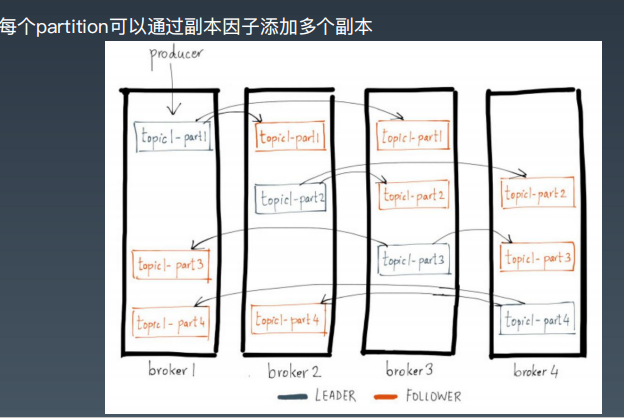 每个partition可以通过副本因子添加多个副本
producer
topic1-part1
topic1-part1
topic1-part1
topic1-part2
topic1-part2
topic1-part2
topic1-part3
topic1-part3
topic1-part3
topic1-part4
topic1-part4
topic1-part4
broker 1
broker 2
broker 3
broker 4
LEADER
FOLLOWER